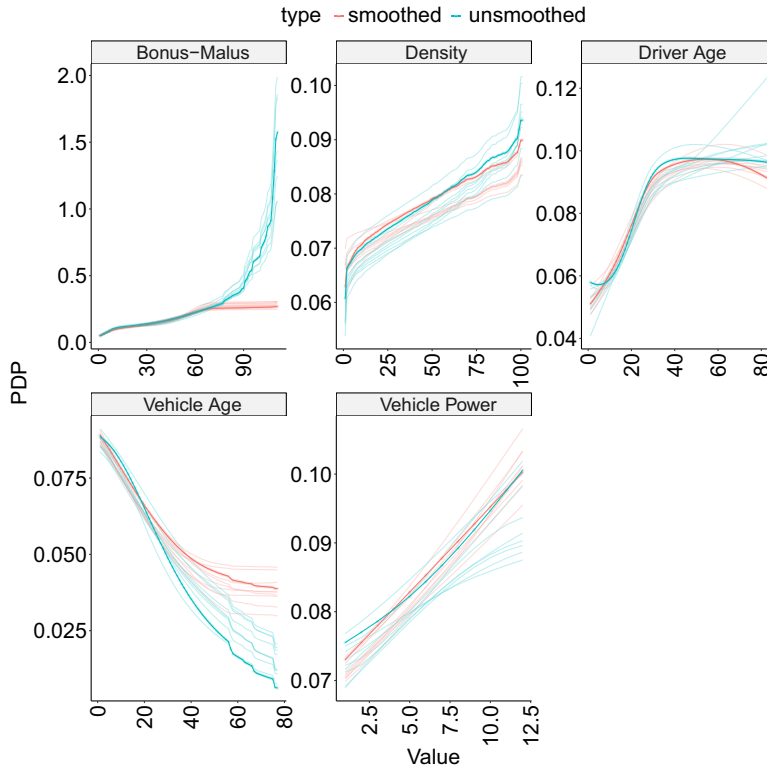 type smoothed unsmoothed
Bonus−Malus Density Driver Age
2.0
1.5
1.0
0.5
0.0
0 30 60 90
0.10
0.09
0.08
0.07
0.06
0 25 50 75 100
0.12
0.10
0.08
0.06
0.04
0 20 40 60 80
PDP
Vehicle Age Vehicle Power
0.075
0.050
0.025
0 20 40 60 80
0.10
0.09
0.08
0.07
2.5 5.0 7.5 10.0 12.5
Value